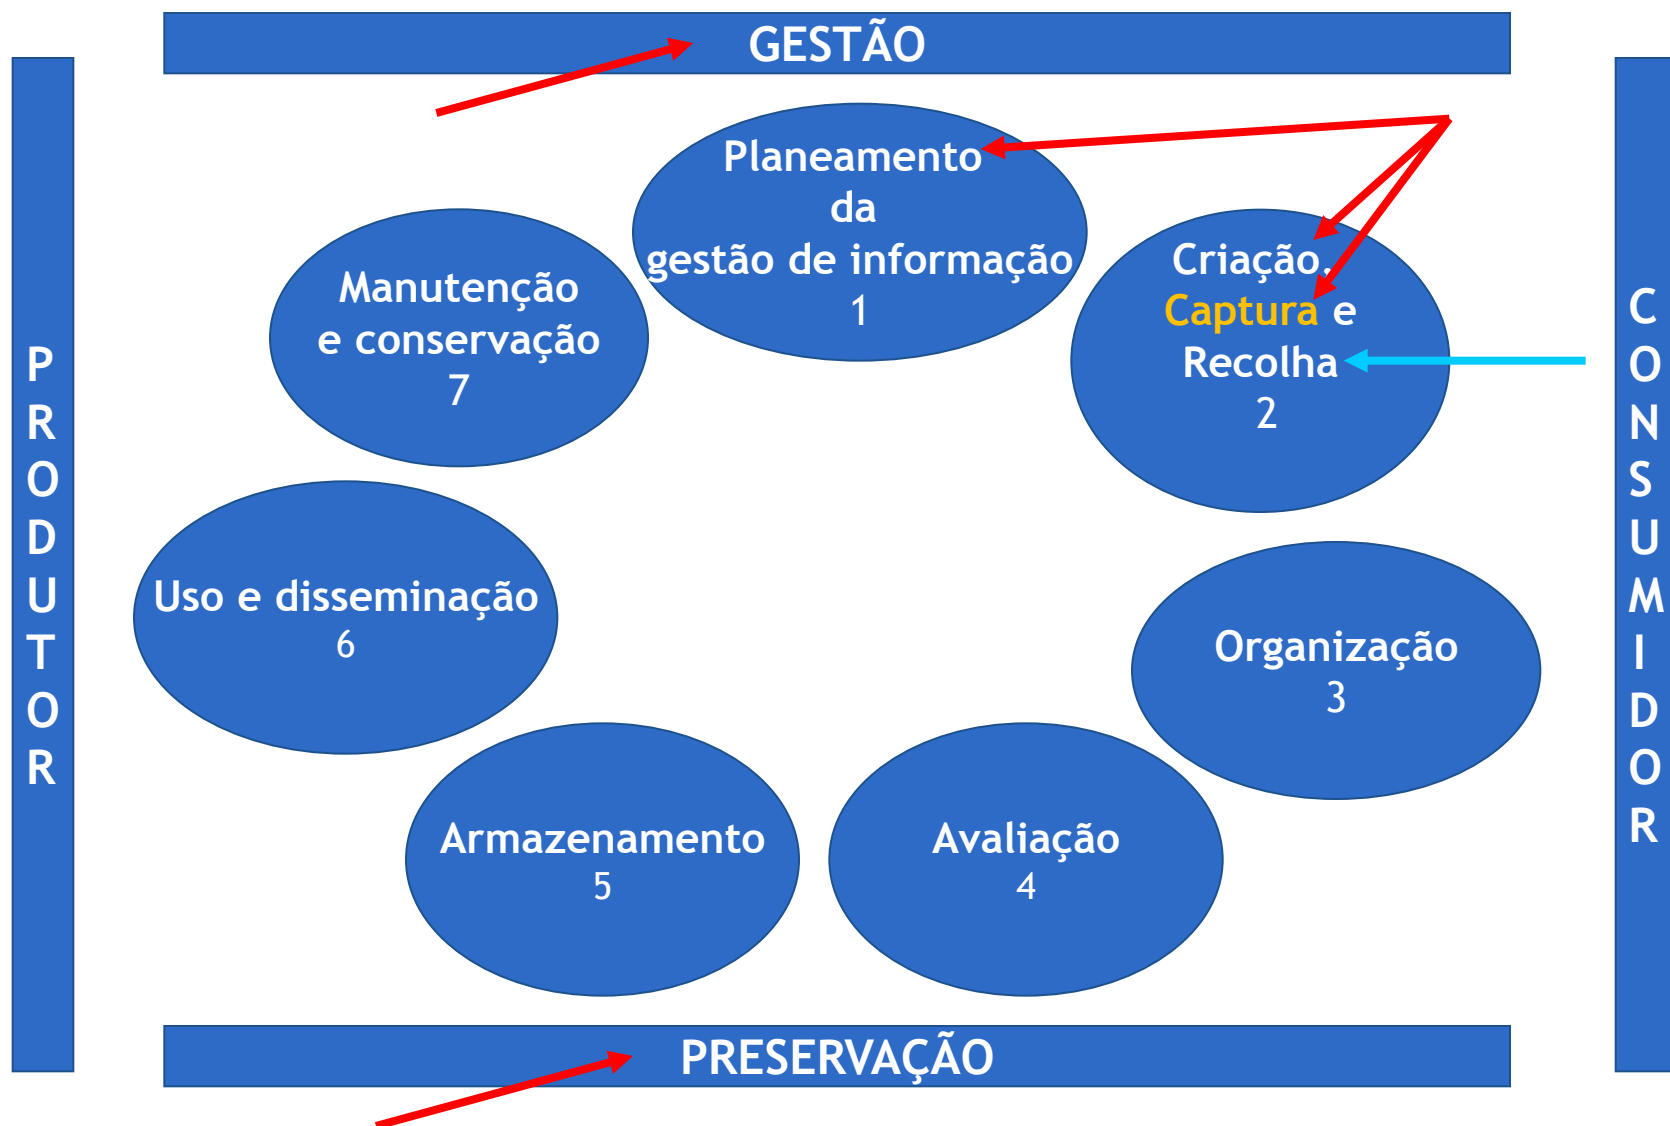 GESTÃO
Planeamento
da
gestão de informação
1
Criação,
Captura e
Recolha
2
Manutenção
e conservação
7
Uso e disseminação
6
Organização
3
Armazenamento
5
Avaliação
4
PRESERVAÇÃO
P
R
O
D
U
T
O
R
C
O
N
S
U
M
I
D
O
R